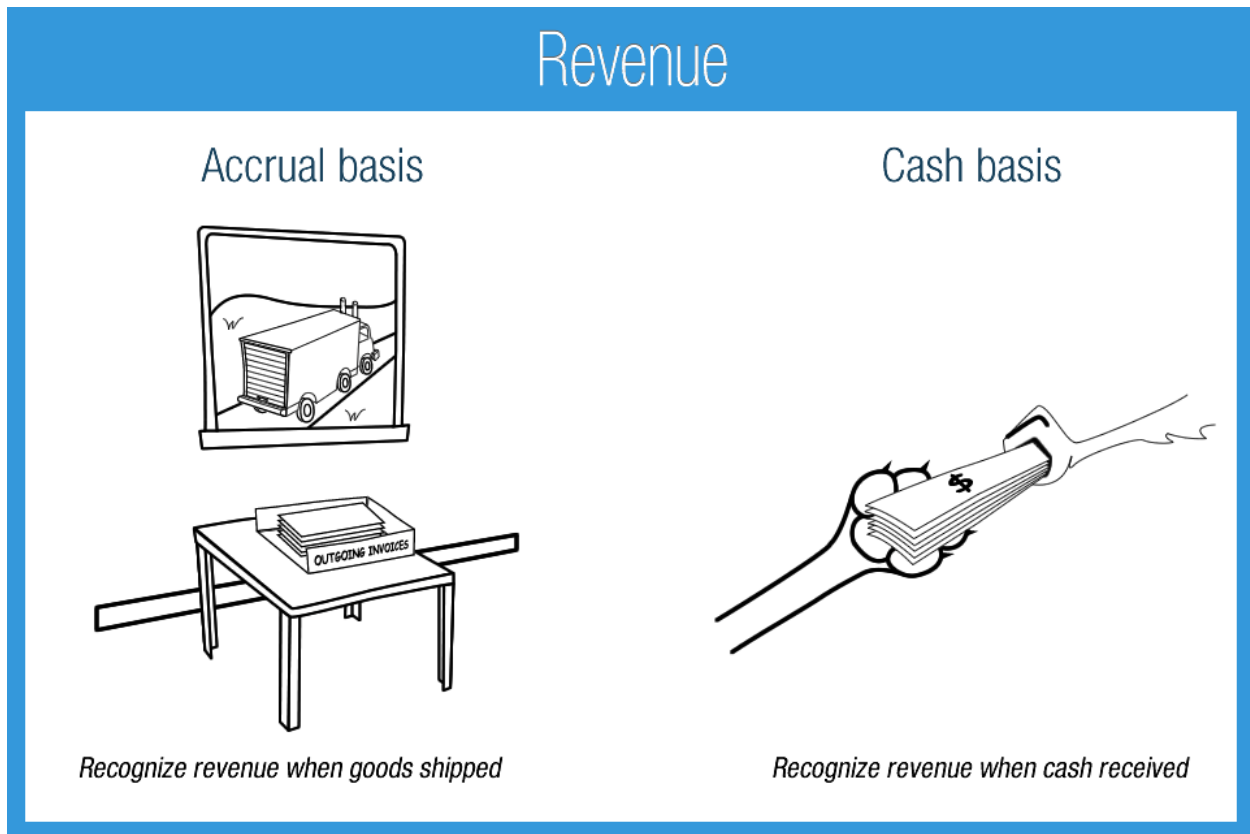 Revenue
Accrual basis
Cash basis
$
OUTGOING INVOICES
Recognize revenue when goods shipped
Recognize revenue when cash received